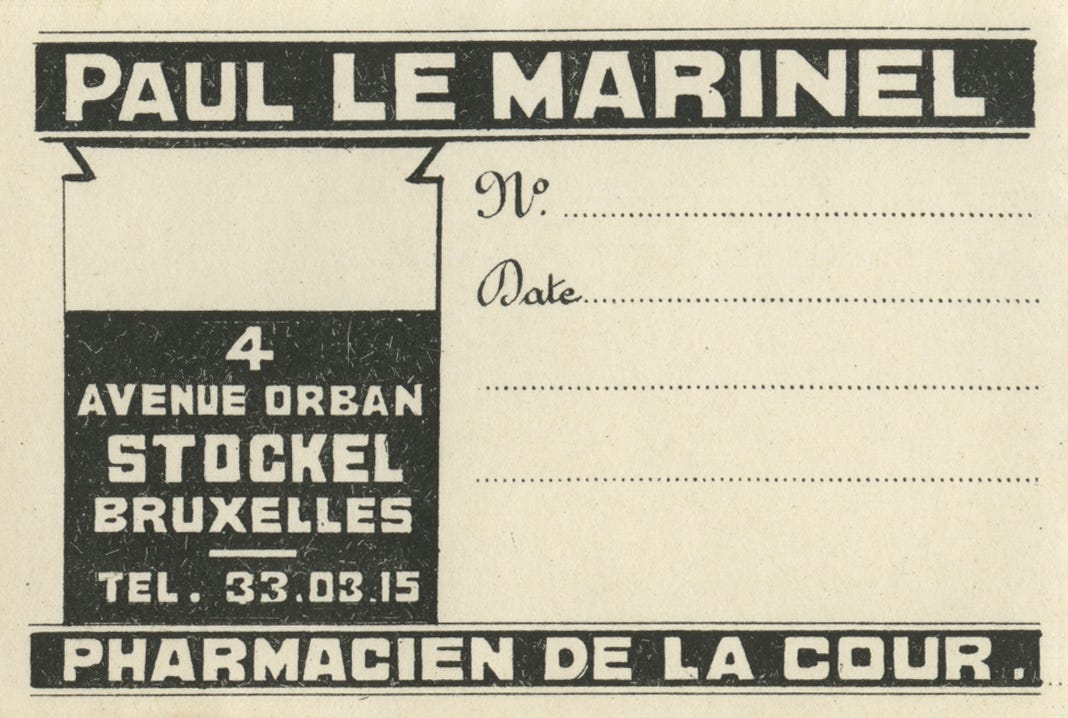 PAUL LE MARINEL
4
AVENUE ORBAN
STOCKEL
BRUXELLES
TEL. 33.03.15
Nº.
Date
PHARMACIEN DE LA COUR.